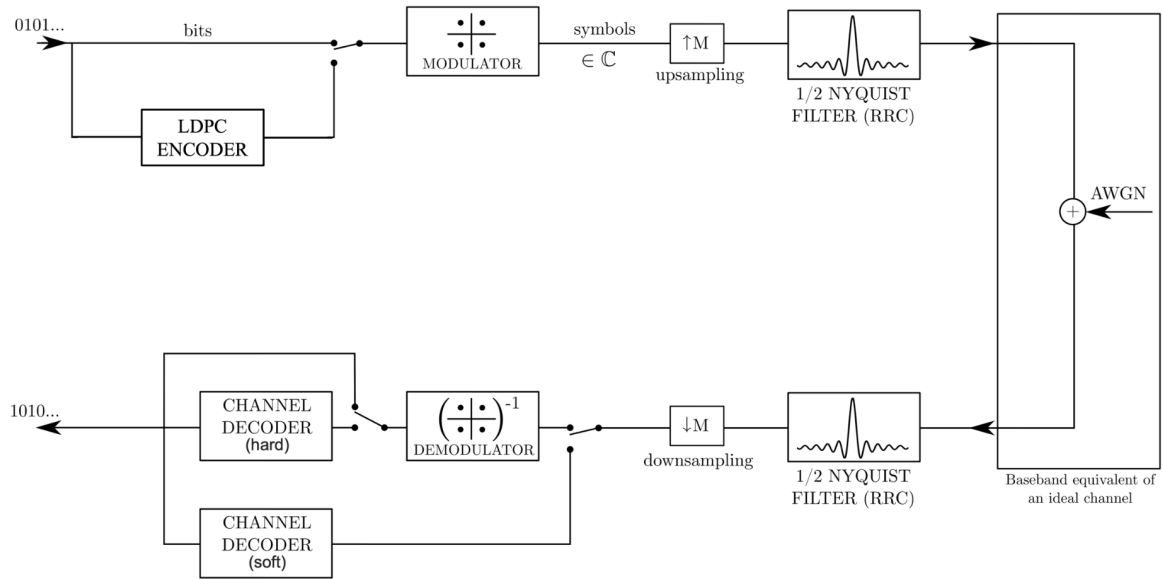 0101...
bits
MODULATOR
symbols
∈ ℂ
↑M
upsampling
1/2 NYQUIST
FILTER (RRC)
LDPC
ENCODER
AWGN
+
1010...
CHANNEL
DECODER
(hard)
( )-1
DEMODULATOR
↓M
downsampling
1/2 NYQUIST
FILTER (RRC)
Baseband equivalent of
an ideal channel
CHANNEL
DECODER
(soft)